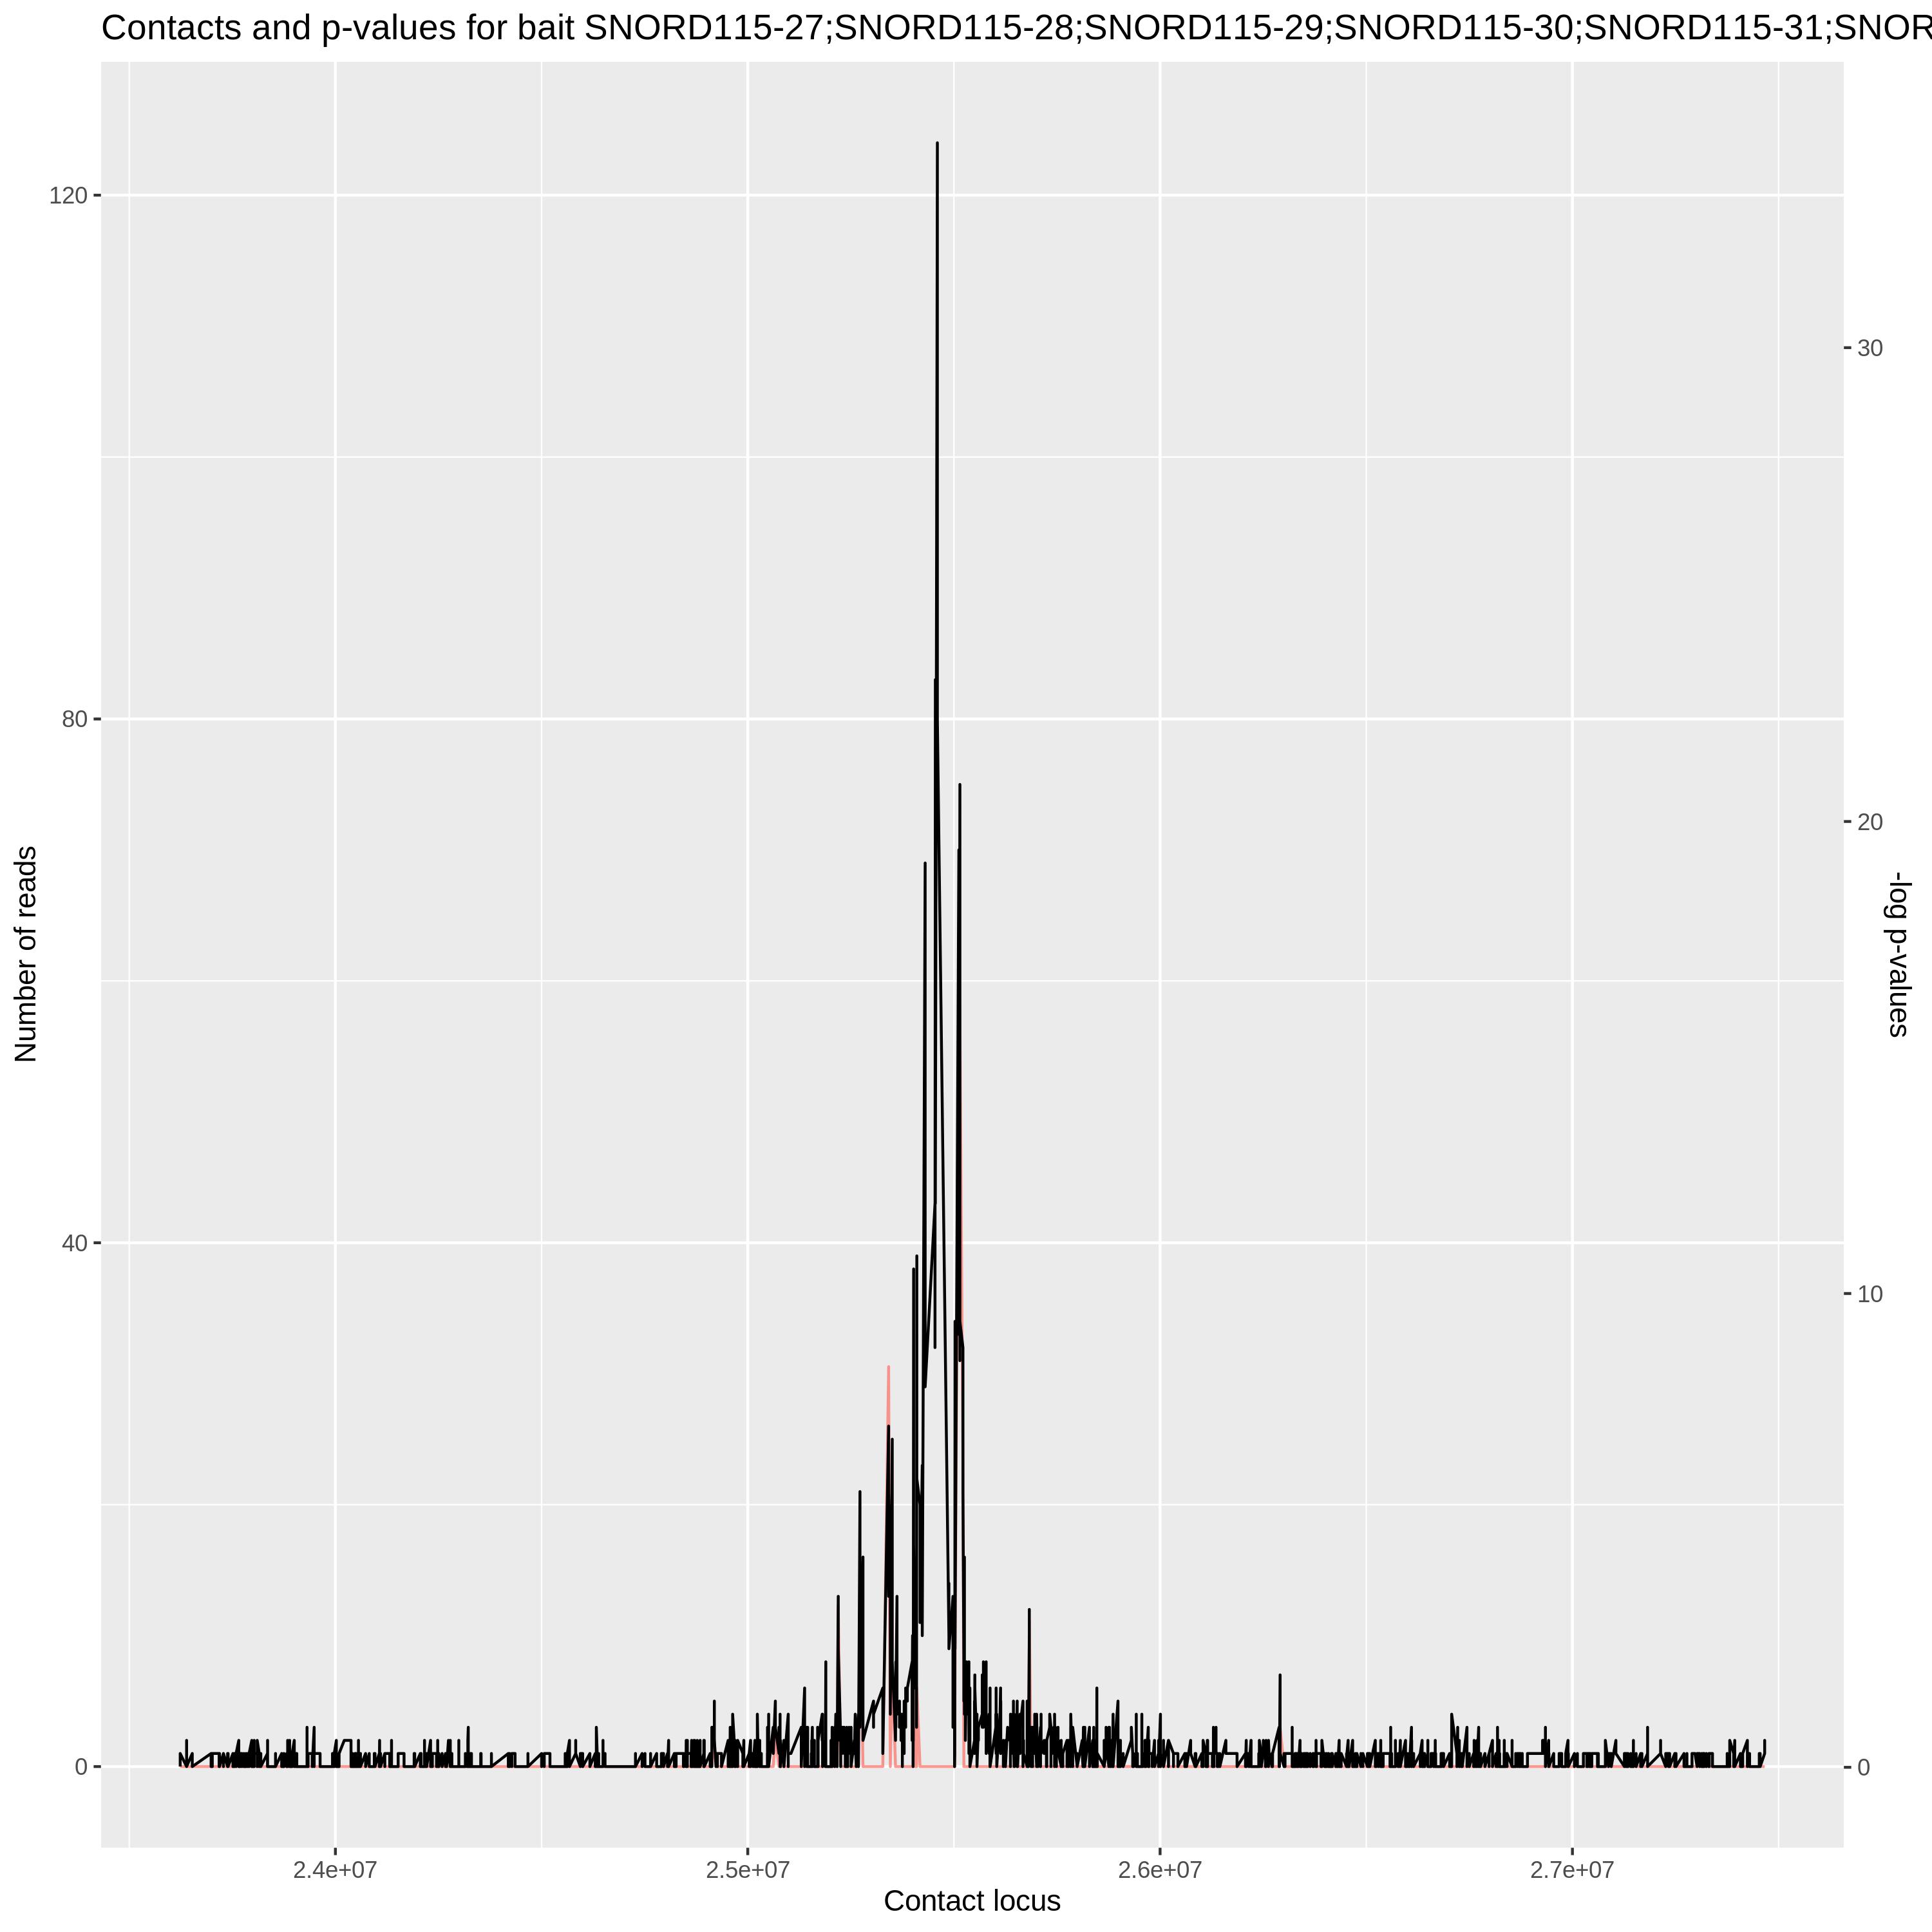 Contacts and p-values for bait SNORD115-27;SNORD115-28;SNORD115-29;SNORD115-30;SNORD115-31;SNOR
120
80
40
0
Number of reads
30
20
10
0
-log p-values
2.4e+07 2.5e+07 2.6e+07 2.7e+07
Contact locus